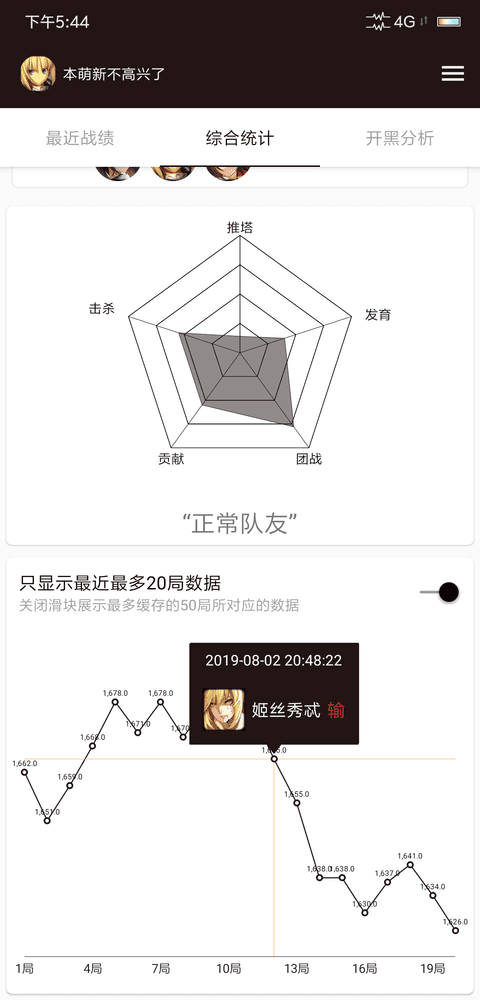 下午5:44
4G
本萌新不高兴了
最近战绩 综合统计 开黑分析
推塔
击杀
发育
贡献
团战
“正常队友”
只显示最近最多20局数据
关闭滑块展示最多缓存的50局所对应的数据
2019-08-02 20:48:22
姬丝秀忒 输
1,678.0
1,678.0
1,671.0
1,668.0
1,662.0
1,659.0
1,651.0
1,655.0
1,638.0
1,638.0
1,641.0
1,637.0
1,634.0
1,630.0
1,626.0
1局 4局 7局 10局 13局 16局 19局